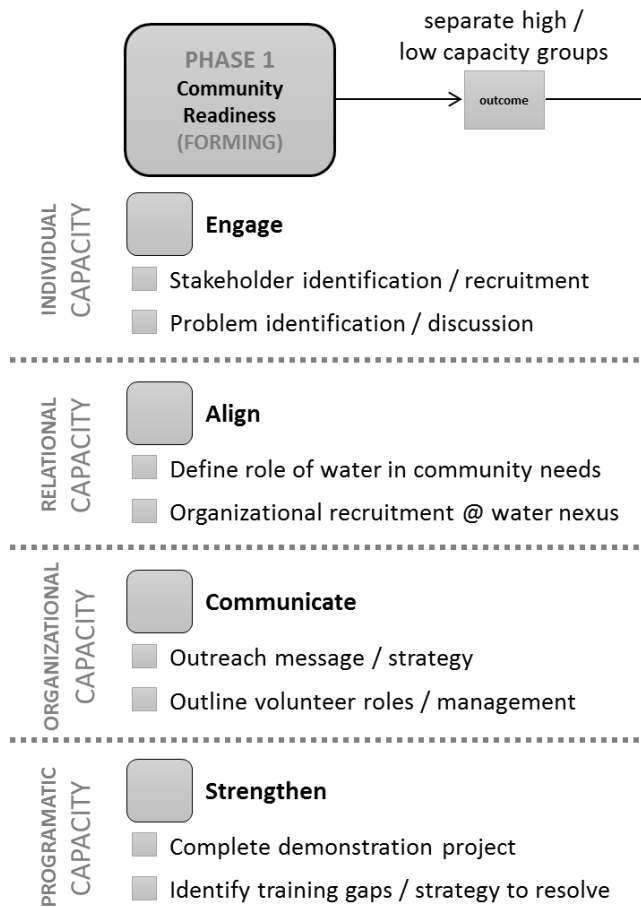 separate high /
low capacity groups
PHASE 1
Community
Readiness
(FORMING)
outcome
INDIVIDUAL
CAPACITY
Engage
Stakeholder identification / recruitment
Problem identification / discussion
RELATIONAL
CAPACITY
Align
Define role of water in community needs
Organizational recruitment @ water nexus
ORGANIZATIONAL
CAPACITY
Communicate
Outreach message / strategy
Outline volunteer roles / management
PROGRAMATIC
CAPACITY
Strengthen
Complete demonstration project
Identify training gaps / strategy to resolve